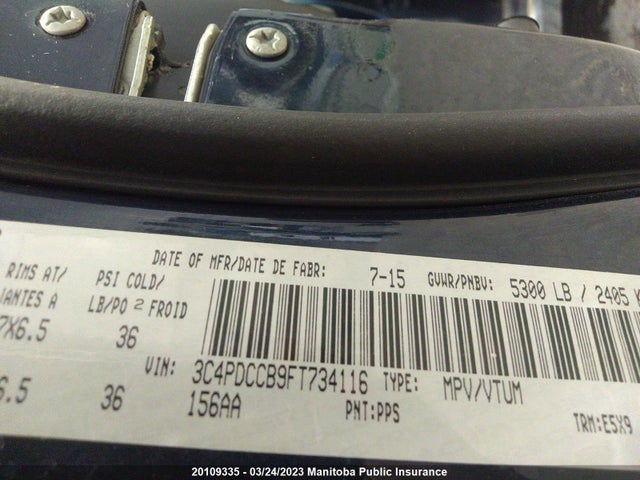 DATE OF MFR/DATE DE FABR: 7-15 GVWR/PNBV: 5300 LB / 2405
RIMS AT/ PSI COLD/
A LB/PO 2 FROID
7X6.5 36
VIN: 3C4PDCCB9FT734116 TYPE: MPV/VTUM
6.5 36 156AA PNT:PPS TRM:E5X9
20109335 - 03/24/2023 Manitoba Public Insurance